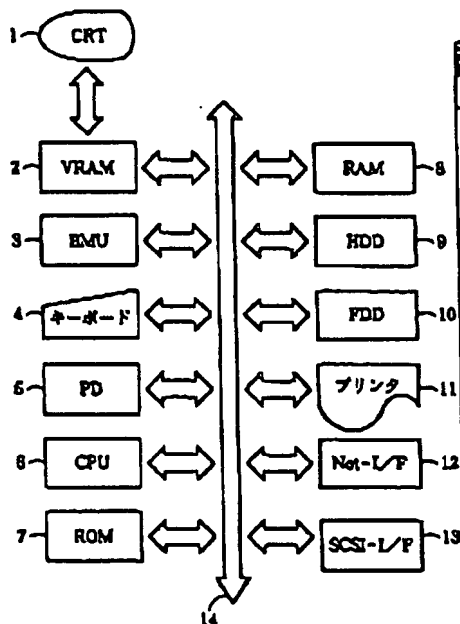 1 CRT
2 VRAM
RAM 8
3 BMU
HDD 9
4 キーボード
FDD 10
5 PD
プリンタ 11
6 CPU
Net-I/F 12
7 ROM
SCSI-I/F 13
14